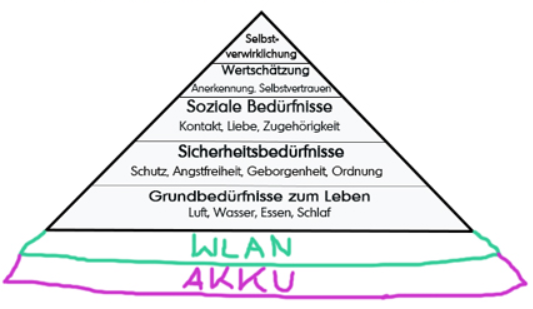 Selbst-
verwirklichung
Wertschätzung
Anerkennung, Selbstvertrauen
Soziale Bedürfnisse
Kontakt, Liebe, Zugehörigkeit
Sicherheitsbedürfnisse
Schutz, Angstfreiheit, Geborgenheit, Ordnung
Grundbedürfnisse zum Leben
Luft, Wasser, Essen, Schlaf
WLAN
AKKU